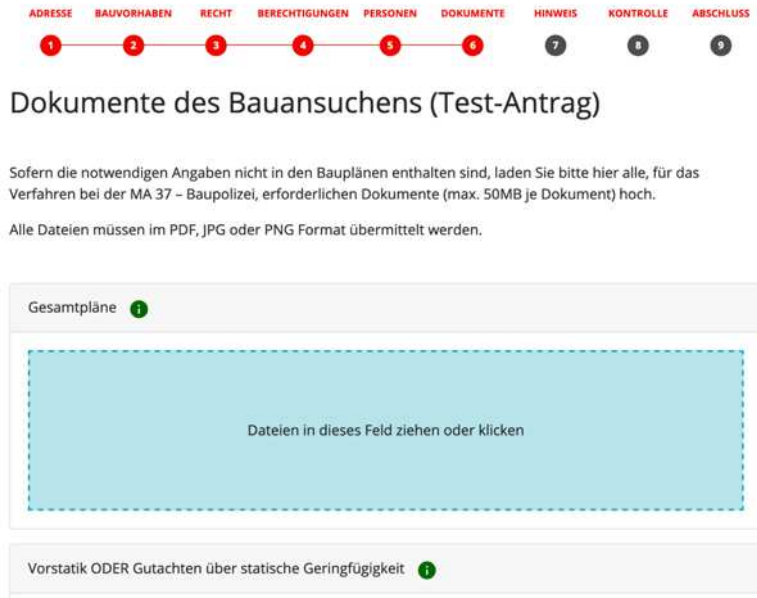 ADRESSE BAUVORHABEN RECHT BERECHTIGUNGEN PERSONEN DOKUMENTE HINWEIS KONTROLLE ABSCHLUSS
1 2 3 4 5 6 7 8 9
Dokumente des Bauansuchens (Test-Antrag)
Sofern die notwendigen Angaben nicht in den Bauplänen enthalten sind, laden Sie bitte hier alle, für das
Verfahren bei der MA 37 – Baupolizei, erforderlichen Dokumente (max. 50MB je Dokument) hoch.
Alle Dateien müssen im PDF, JPG oder PNG Format übermittelt werden.
Gesamtpläne i
Dateien in dieses Feld ziehen oder klicken
Vorstatik ODER Gutachten über statische Geringfügigkeit i